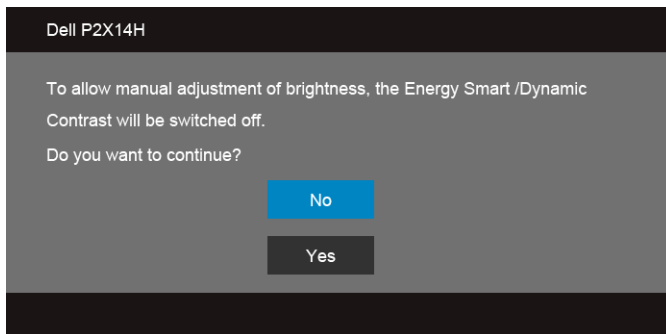 Dell P2X14H
To allow manual adjustment of brightness, the Energy Smart /Dynamic
Contrast will be switched off.
Do you want to continue?
No
Yes